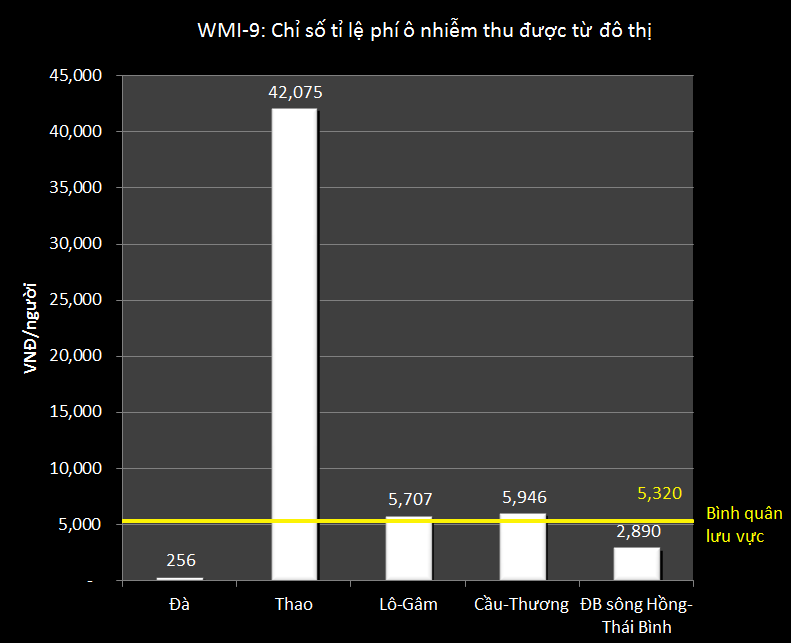 WMI-9: Chỉ số tỉ lệ phí ô nhiễm thu được từ đô thị
VNĐ/người
45,000
40,000
35,000
30,000
25,000
20,000
15,000
10,000
5,000
-
256
42,075
5,707
5,946
2,890
5,320
Bình quân
lưu vực
Đà
Thao
Lô-Gâm
Cầu-Thương
ĐB sông Hồng-
Thái Bình